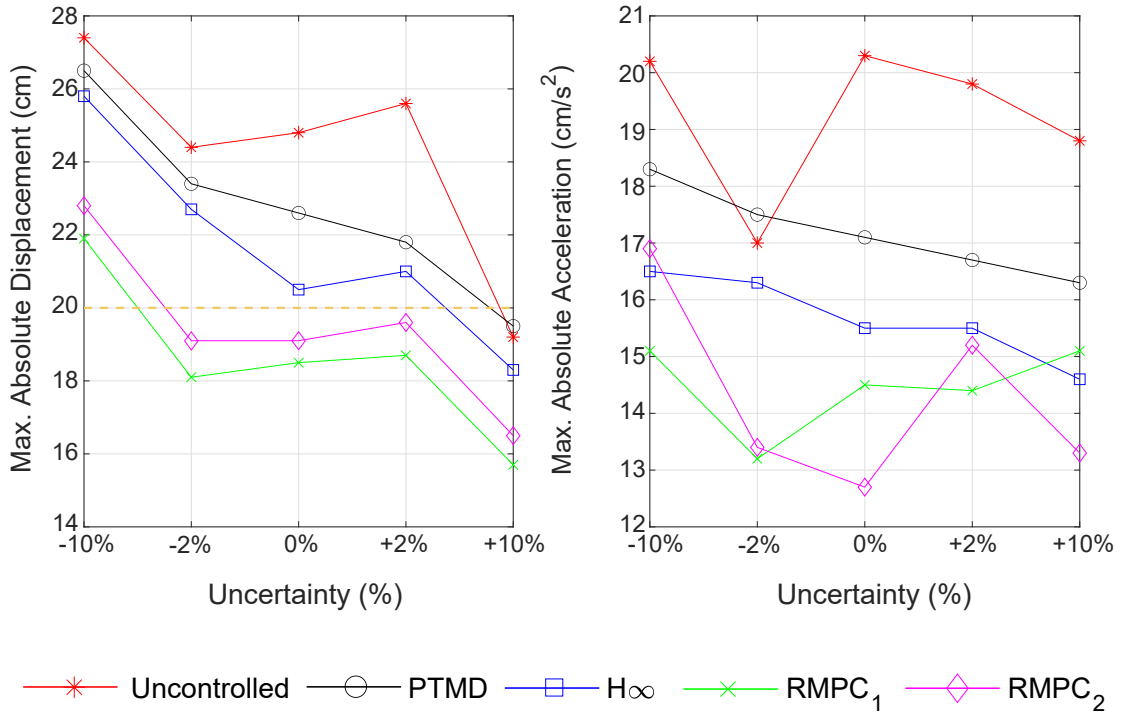 28
26
24
22
20
18
16
14
Max. Absolute Displacement (cm)
-10% -2% 0% +2% +10%
Uncertainty (%)
21
20
19
18
17
16
15
14
13
12
Max. Absolute Acceleration (cm/s²)
-10% -2% 0% +2% +10%
Uncertainty (%)
Uncontrolled PTMD H∞ RMPC₁ RMPC₂